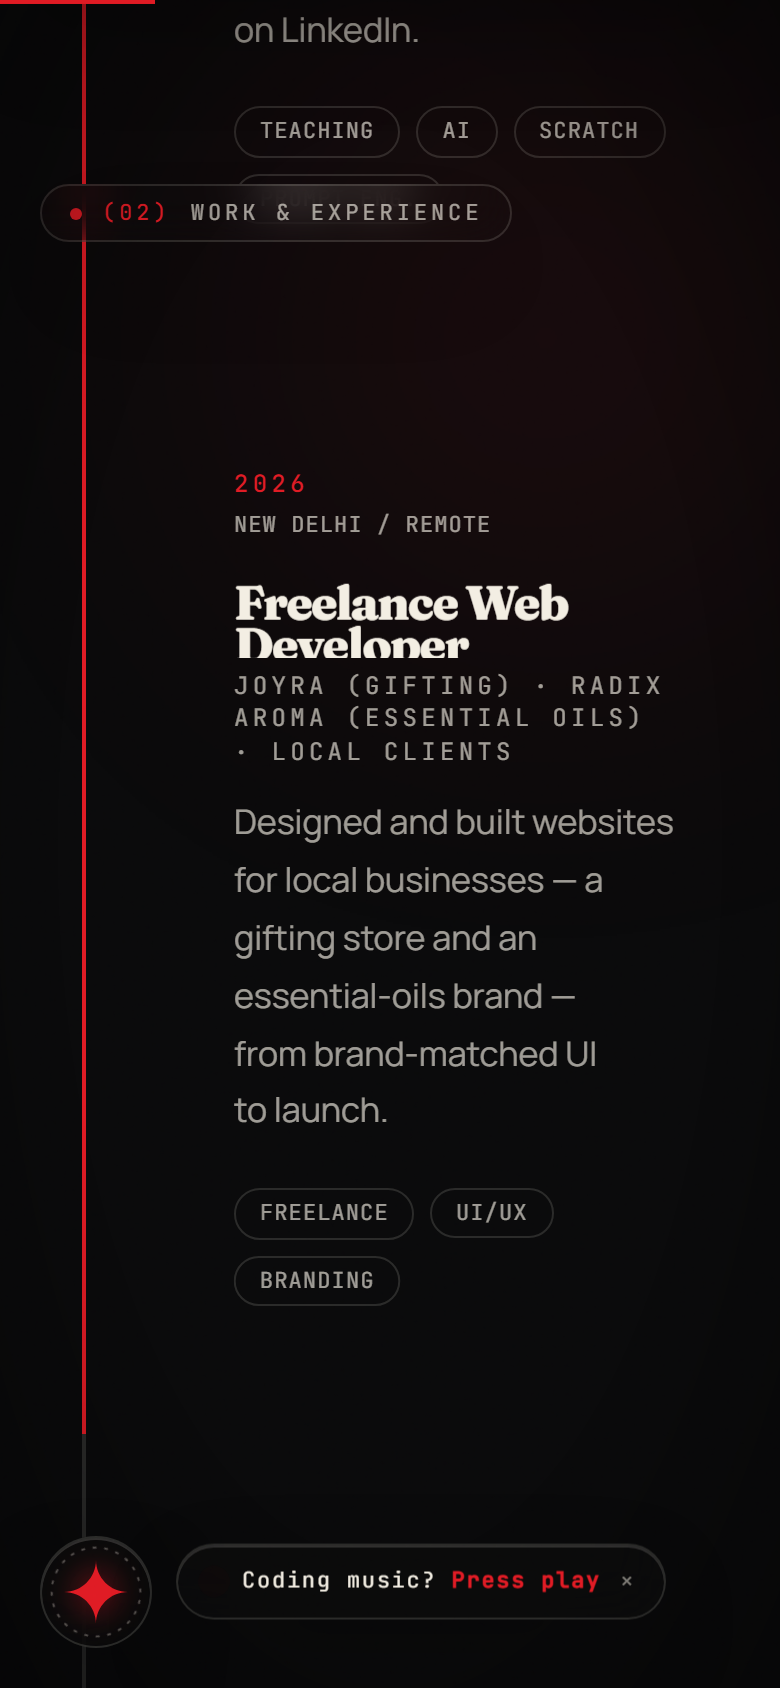 on LinkedIn.
TEACHING AI SCRATCH
(02) WORK & EXPERIENCE
2026
NEW DELHI / REMOTE
Freelance Web
Developer
JOYRA (GIFTING) · RADIX
AROMA (ESSENTIAL OILS)
· LOCAL CLIENTS
Designed and built websites
for local businesses — a
gifting store and an
essential-oils brand —
from brand-matched UI
to launch.
FREELANCE UI/UX
BRANDING
Coding music? Press play ×